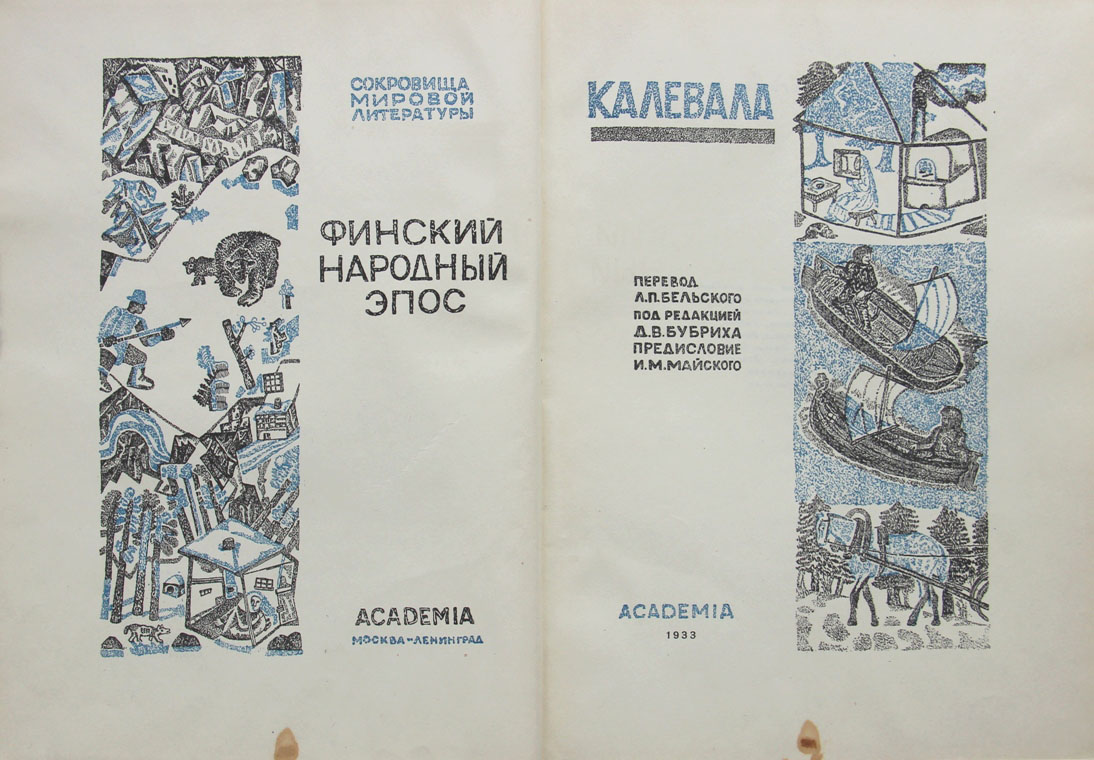 СОКРОВИЩА
МИРОВОЙ
ЛИТЕРАТУРЫ
ФИНСКИЙ
НАРОДНЫЙ
ЭПОС
ACADEMIA
МОСКВА-ЛЕНИНГРАД
КАЛЕВАЛА
ПЕРЕВОД
Л.П.БЕЛЬСКОГО
ПОД РЕДАКЦИЕЙ
Д.В.БУБРИХА
ПРЕДИСЛОВИЕ
И.М.МАЙСКОГО
ACADEMIA
1933